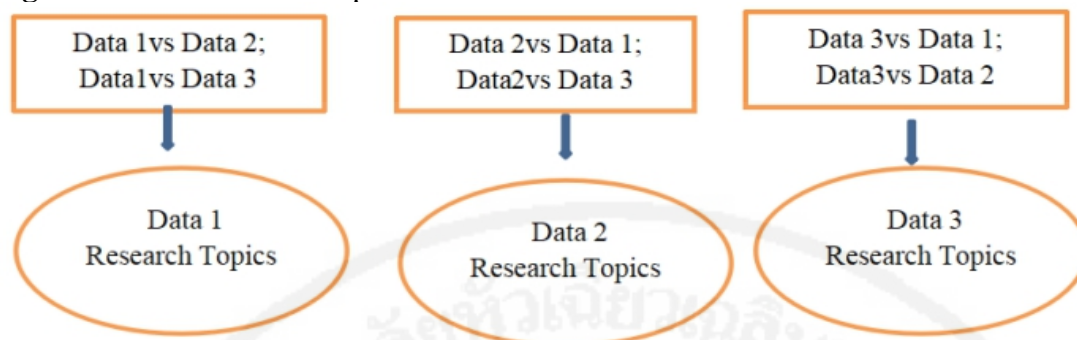 Data 1vs Data 2;
Data1vs Data 3
Data 2vs Data 1;
Data2vs Data 3
Data 3vs Data 1;
Data3vs Data 2
Data 1
Research Topics
Data 2
Research Topics
Data 3
Research Topics